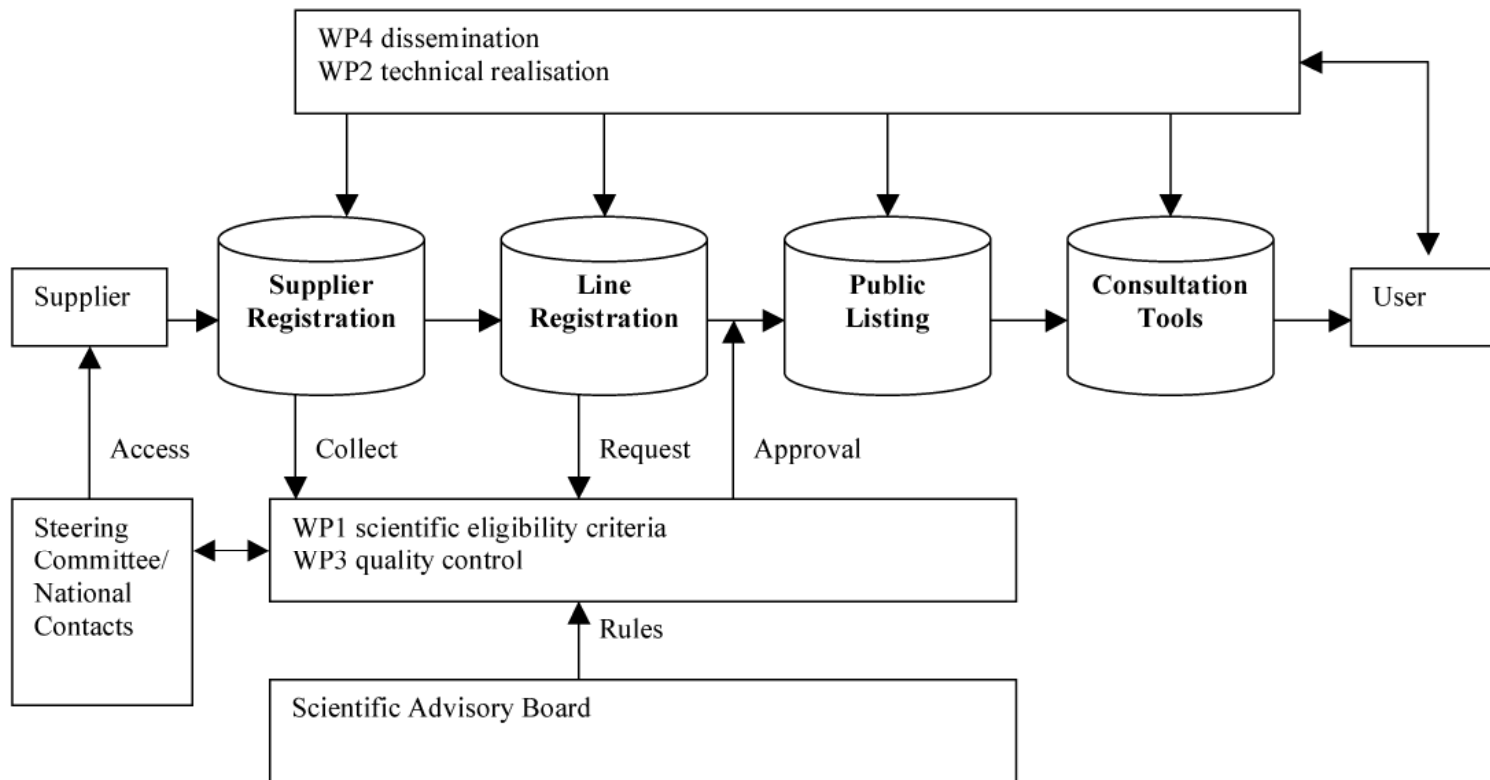 WP4 dissemination
WP2 technical realisation
Supplier
Supplier
Registration
Line
Registration
Public
Listing
Consultation
Tools
User
Access
Collect
Request
Approval
Steering
Committee/
National
Contacts
WP1 scientific eligibility criteria
WP3 quality control
Rules
Scientific Advisory Board